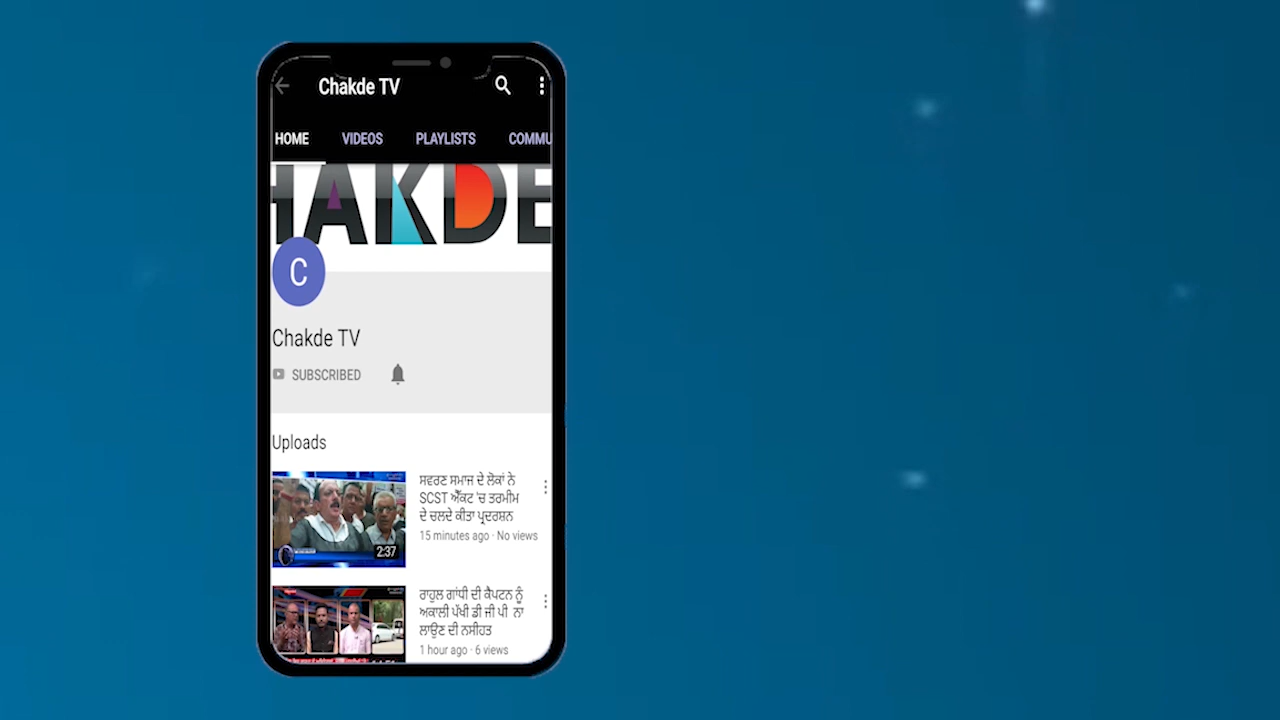 Chakde TV
HOME VIDEOS PLAYLISTS COMMU
HAKDE
C
Chakde TV
SUBSCRIBED
Uploads
ਸਵਰਣ ਸਮਾਜ ਦੇ ਲੋਕਾਂ ਨੇ
SCST ਐੱਕਟ 'ਚ ਤਰਮੀਮ
ਦੇ ਚਲਦੇ ਕੀਤਾ ਪ੍ਰਦਰਸ਼ਨ
15 minutes ago · No views
2:37
ਰਾਹੁਲ ਗਾਂਧੀ ਦੀ ਕੈਪਟਨ ਨੂੰ
ਅਕਾਲੀ ਪੱਖੀ ਡੀ ਜੀ ਪੀ ਨਾ
ਲਾਉਣ ਦੀ ਨਸੀਹਤ
1 hour ago · 6 views